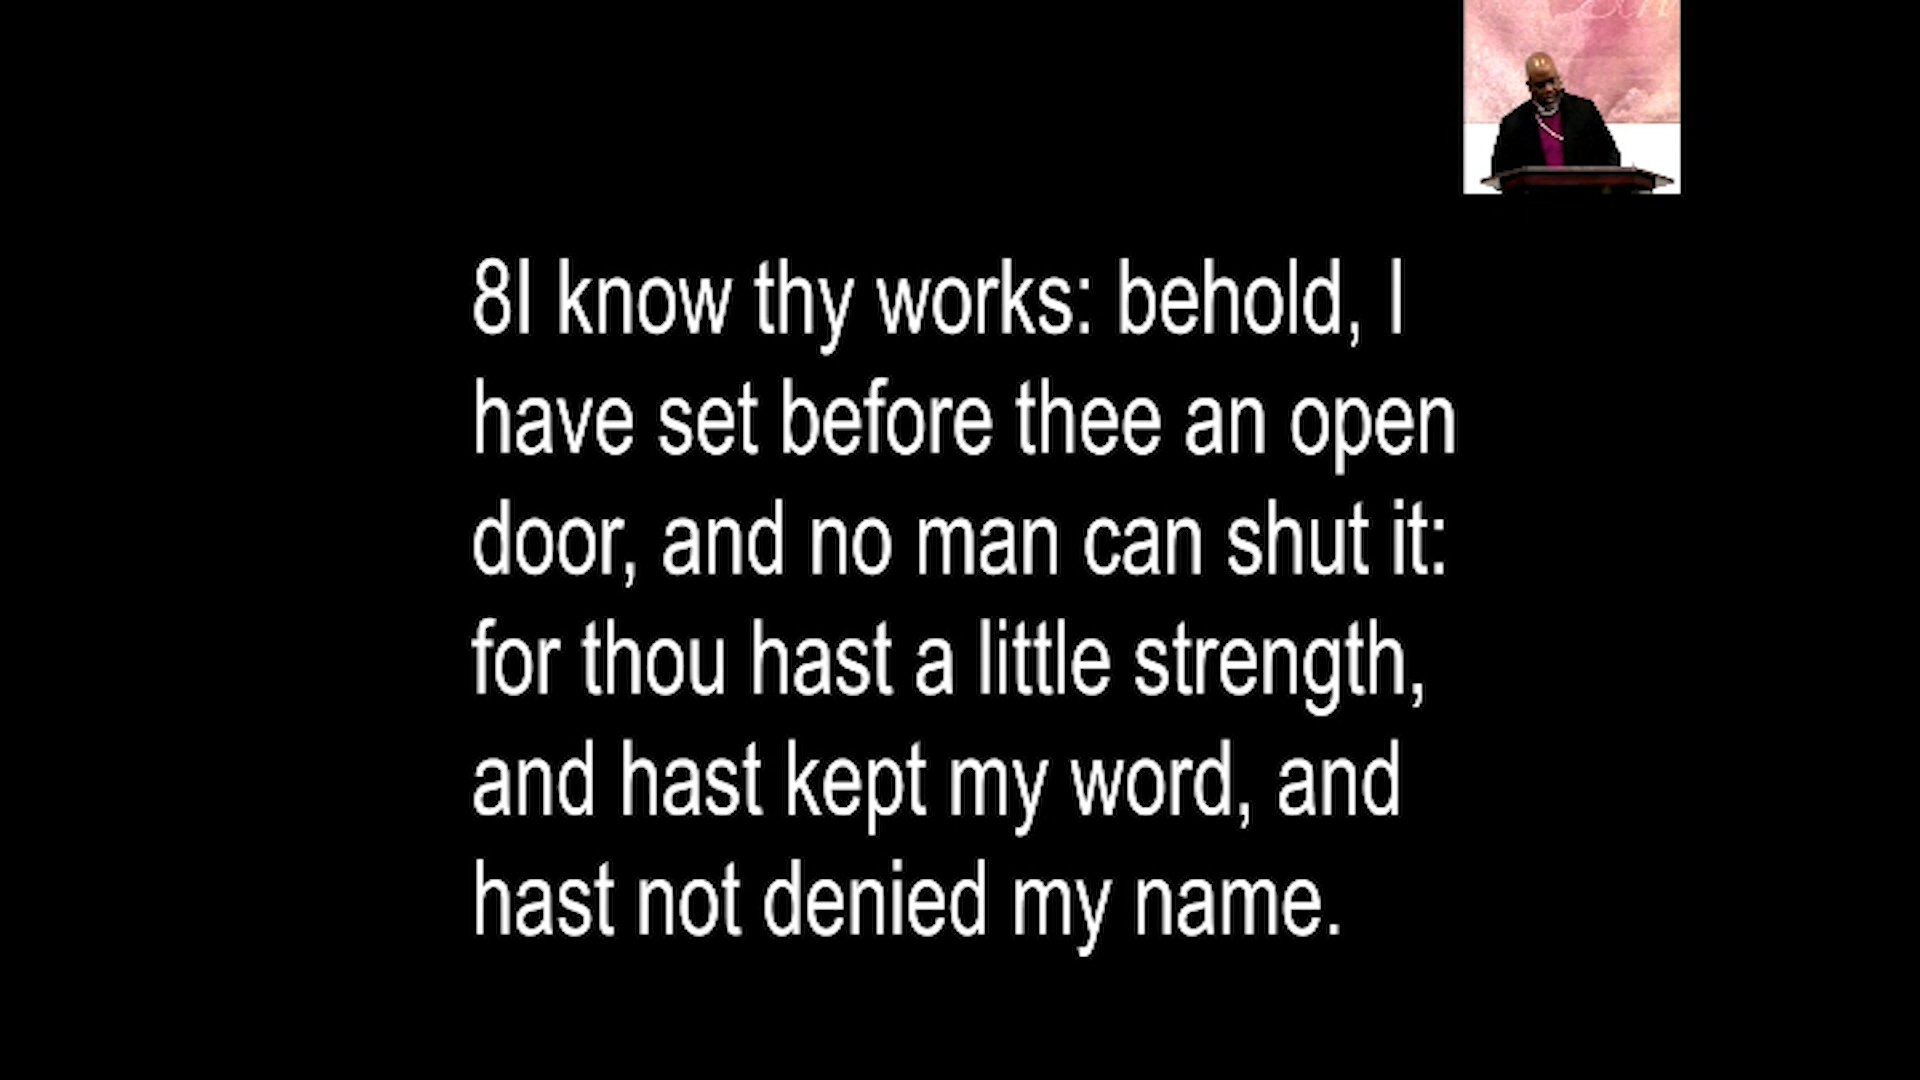 8I know thy works: behold, I
have set before thee an open
door, and no man can shut it:
for thou hast a little strength,
and hast kept my word, and
hast not denied my name.